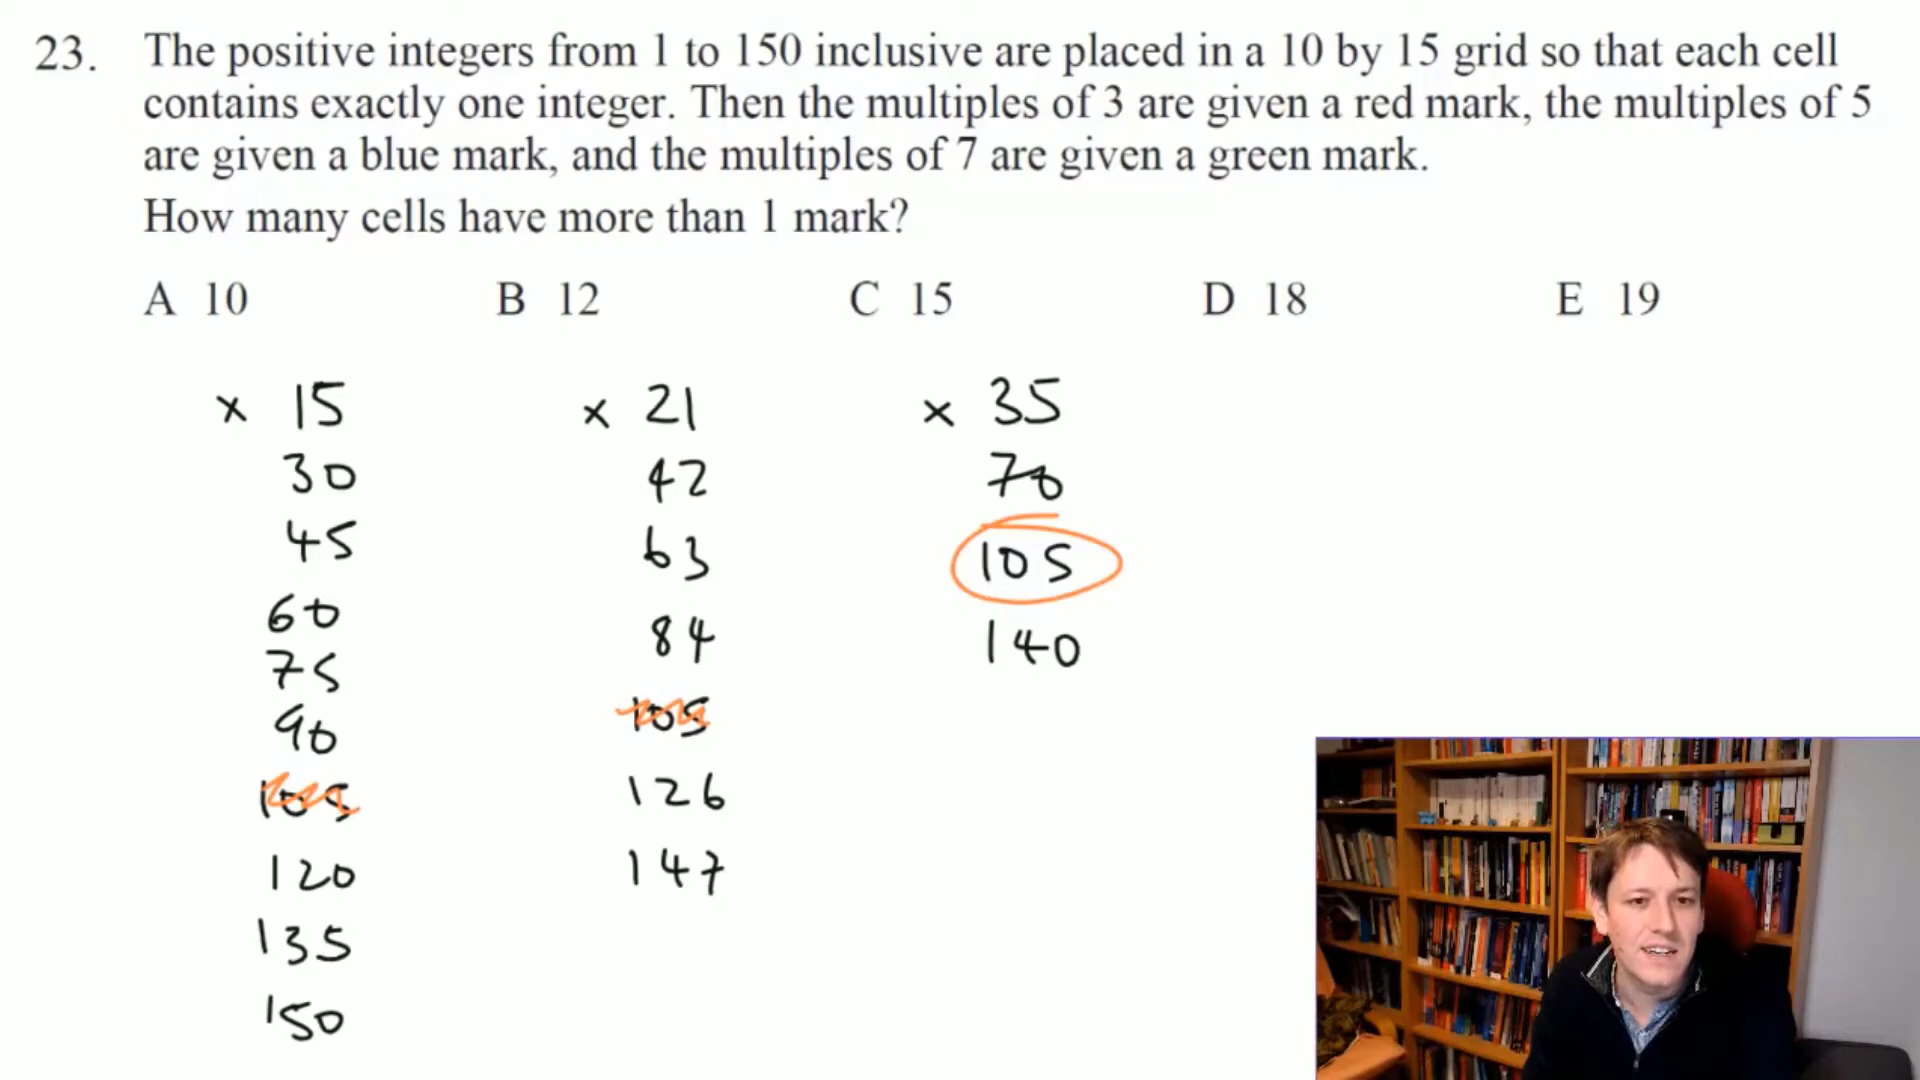 23. The positive integers from 1 to 150 inclusive are placed in a 10 by 15 grid so that each cell
contains exactly one integer. Then the multiples of 3 are given a red mark, the multiples of 5
are given a blue mark, and the multiples of 7 are given a green mark.
How many cells have more than 1 mark?
A 10 B 12 C 15 D 18 E 19
× 15 × 21 × 35
30 42 70
45 63 105
60 84 140
75 105
90 126
105 147
120
135
150